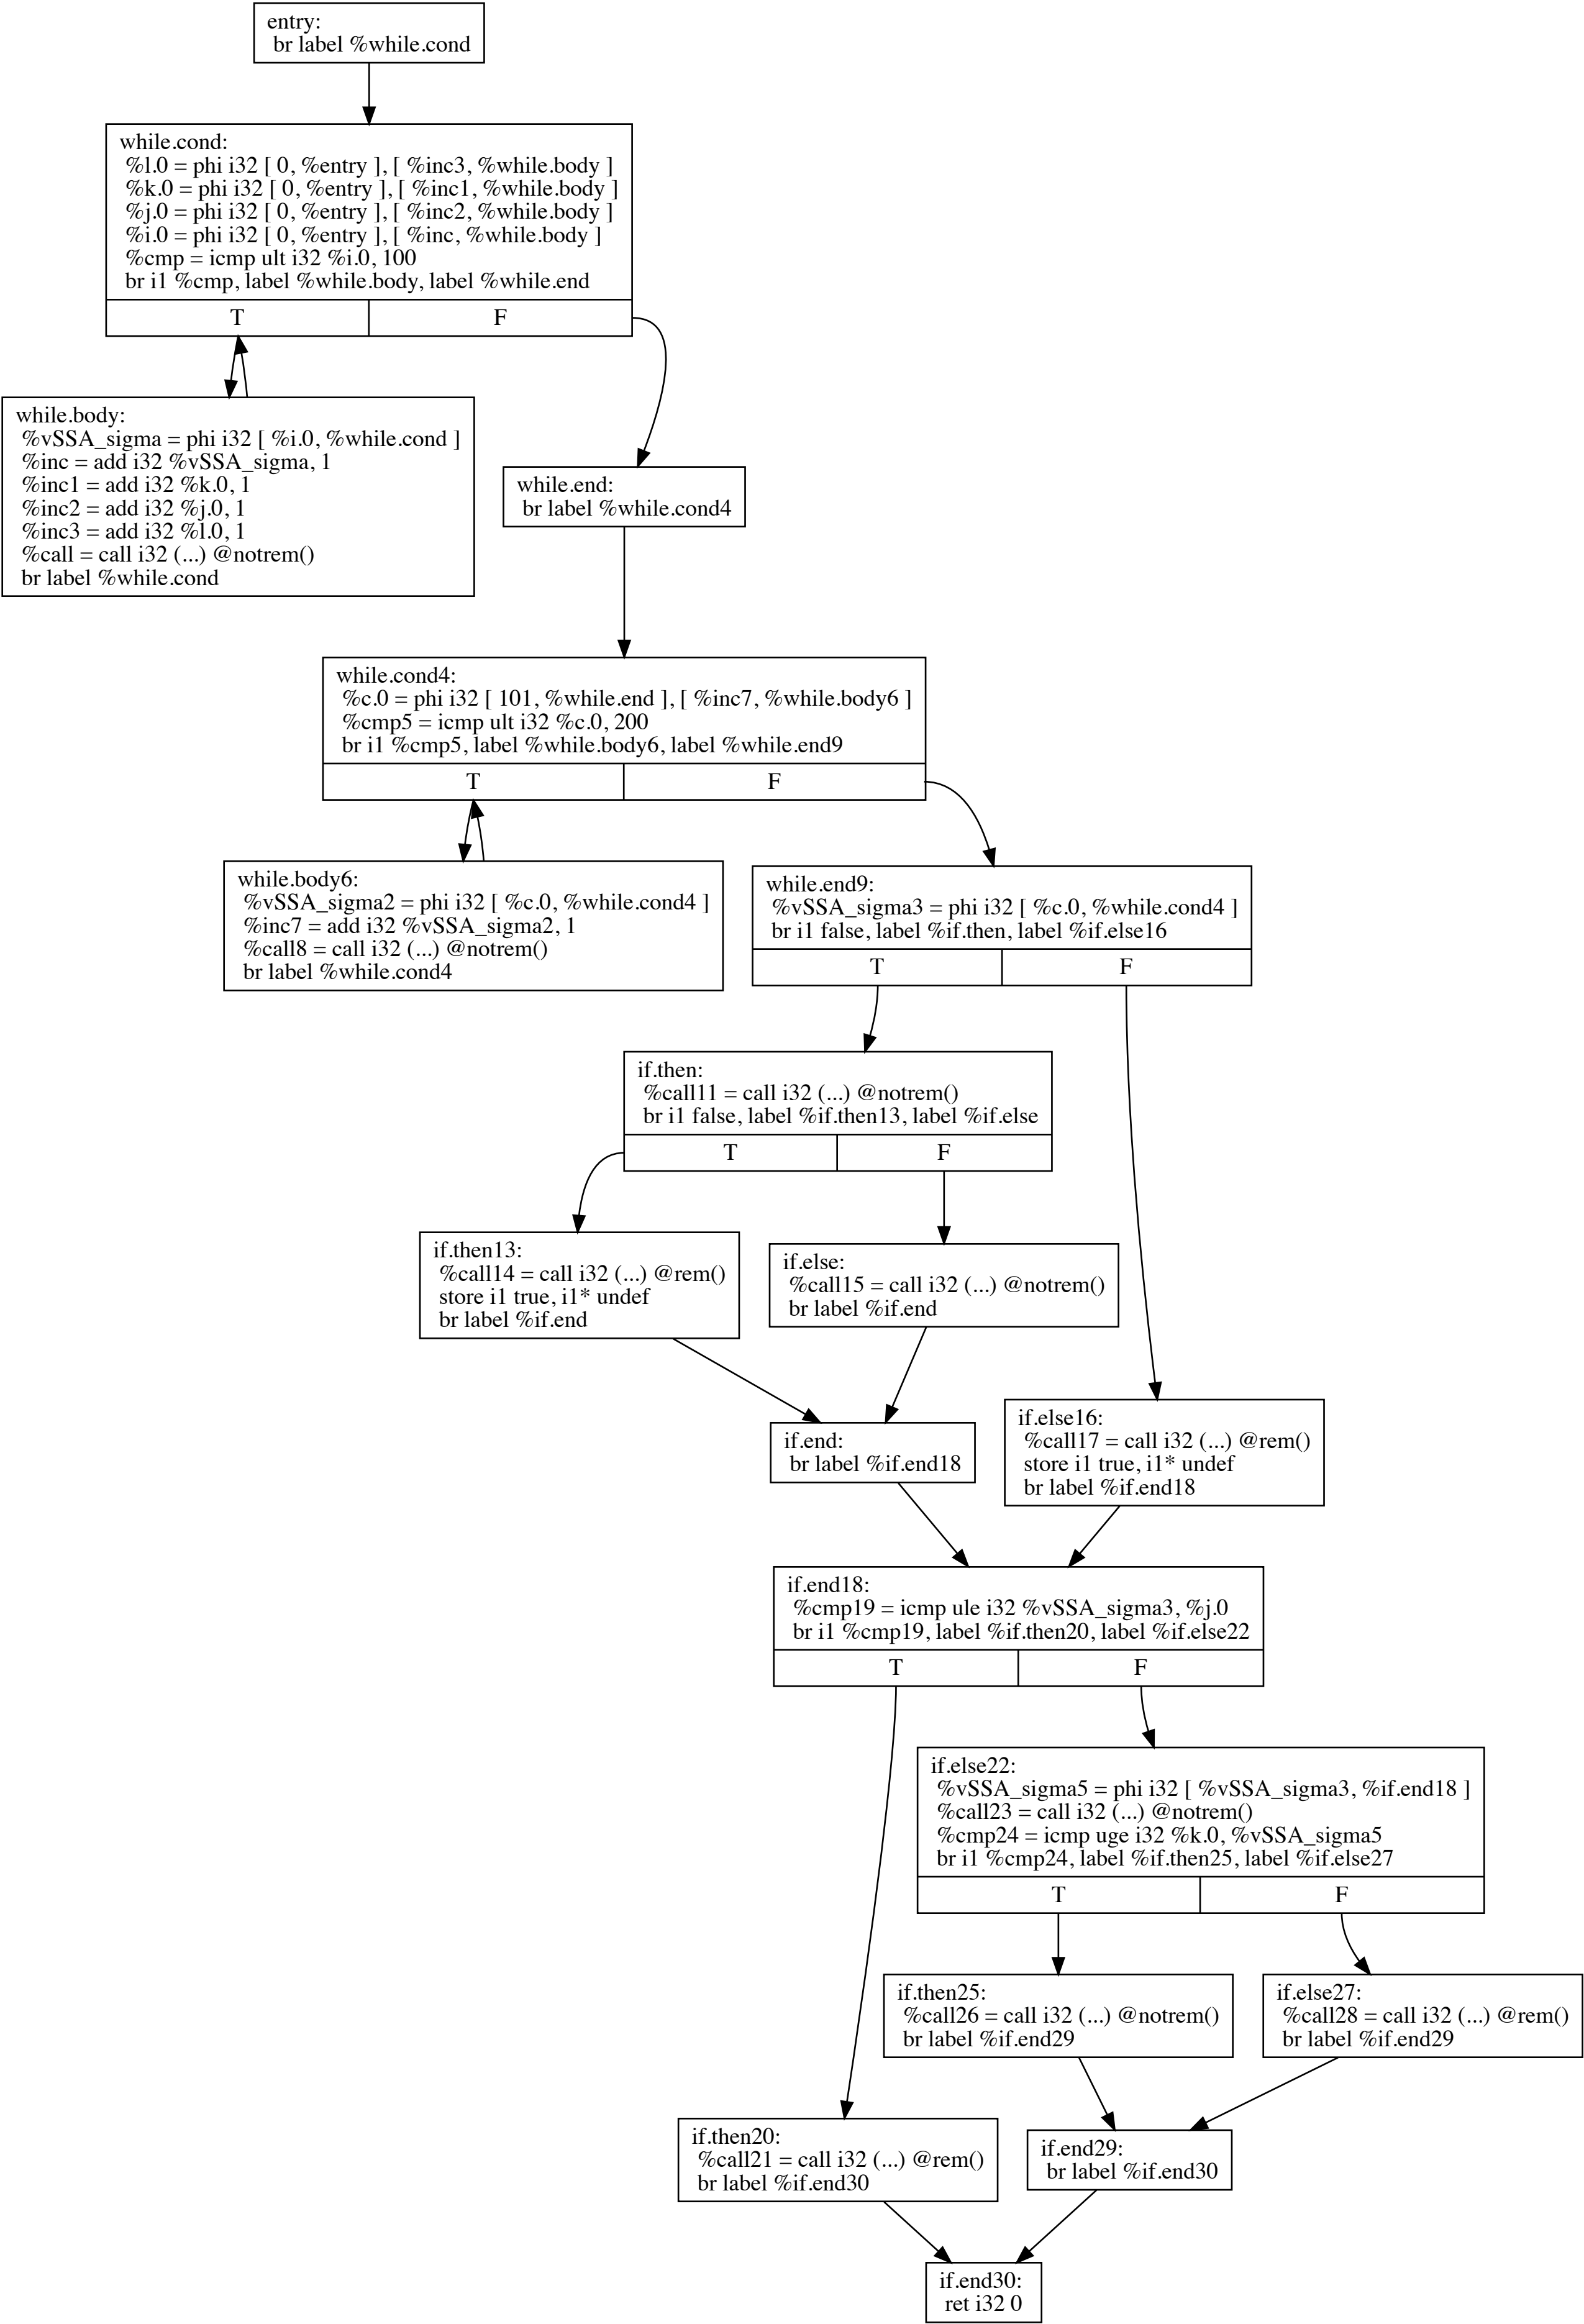 entry:
br label %while.cond
while.cond:
%l.0 = phi i32 [ 0, %entry ], [ %inc3, %while.body ]
%k.0 = phi i32 [ 0, %entry ], [ %inc1, %while.body ]
%j.0 = phi i32 [ 0, %entry ], [ %inc2, %while.body ]
%i.0 = phi i32 [ 0, %entry ], [ %inc, %while.body ]
%cmp = icmp ult i32 %i.0, 100
br i1 %cmp, label %while.body, label %while.end
T F
while.body:
%vSSA_sigma = phi i32 [ %i.0, %while.cond ]
%inc = add i32 %vSSA_sigma, 1
%inc1 = add i32 %k.0, 1
%inc2 = add i32 %j.0, 1
%inc3 = add i32 %l.0, 1
%call = call i32 (...) @notrem()
br label %while.cond
while.end:
br label %while.cond4
while.cond4:
%c.0 = phi i32 [ 101, %while.end ], [ %inc7, %while.body6 ]
%cmp5 = icmp ult i32 %c.0, 200
br i1 %cmp5, label %while.body6, label %while.end9
T F
while.body6:
%vSSA_sigma2 = phi i32 [ %c.0, %while.cond4 ]
%inc7 = add i32 %vSSA_sigma2, 1
%call8 = call i32 (...) @notrem()
br label %while.cond4
while.end9:
%vSSA_sigma3 = phi i32 [ %c.0, %while.cond4 ]
br i1 false, label %if.then, label %if.else16
T F
if.then:
%call11 = call i32 (...) @notrem()
br i1 false, label %if.then13, label %if.else
T F
if.then13:
%call14 = call i32 (...) @rem()
store i1 true, i1* undef
br label %if.end
if.else:
%call15 = call i32 (...) @notrem()
br label %if.end
if.end:
br label %if.end18
if.else16:
%call17 = call i32 (...) @rem()
store i1 true, i1* undef
br label %if.end18
if.end18:
%cmp19 = icmp ule i32 %vSSA_sigma3, %j.0
br i1 %cmp19, label %if.then20, label %if.else22
T F
if.else22:
%vSSA_sigma5 = phi i32 [ %vSSA_sigma3, %if.end18 ]
%call23 = call i32 (...) @notrem()
%cmp24 = icmp uge i32 %k.0, %vSSA_sigma5
br i1 %cmp24, label %if.then25, label %if.else27
T F
if.then25:
%call26 = call i32 (...) @notrem()
br label %if.end29
if.else27:
%call28 = call i32 (...) @rem()
br label %if.end29
if.then20:
%call21 = call i32 (...) @rem()
br label %if.end30
if.end29:
br label %if.end30
if.end30:
ret i32 0